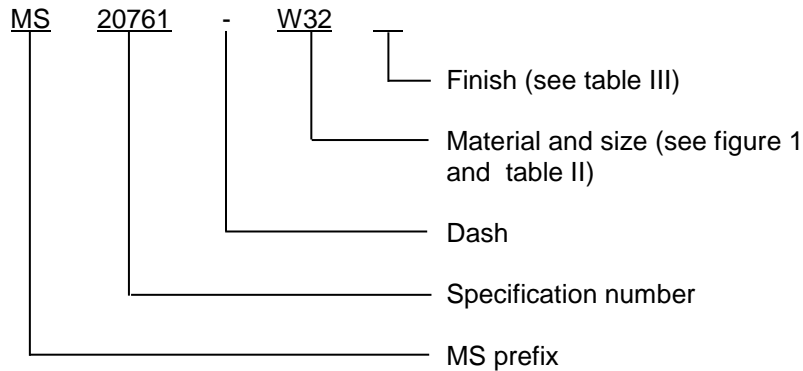 MS 20761 - W32
Finish (see table III)
Material and size (see figure 1
and table II)
Dash
Specification number
MS prefix